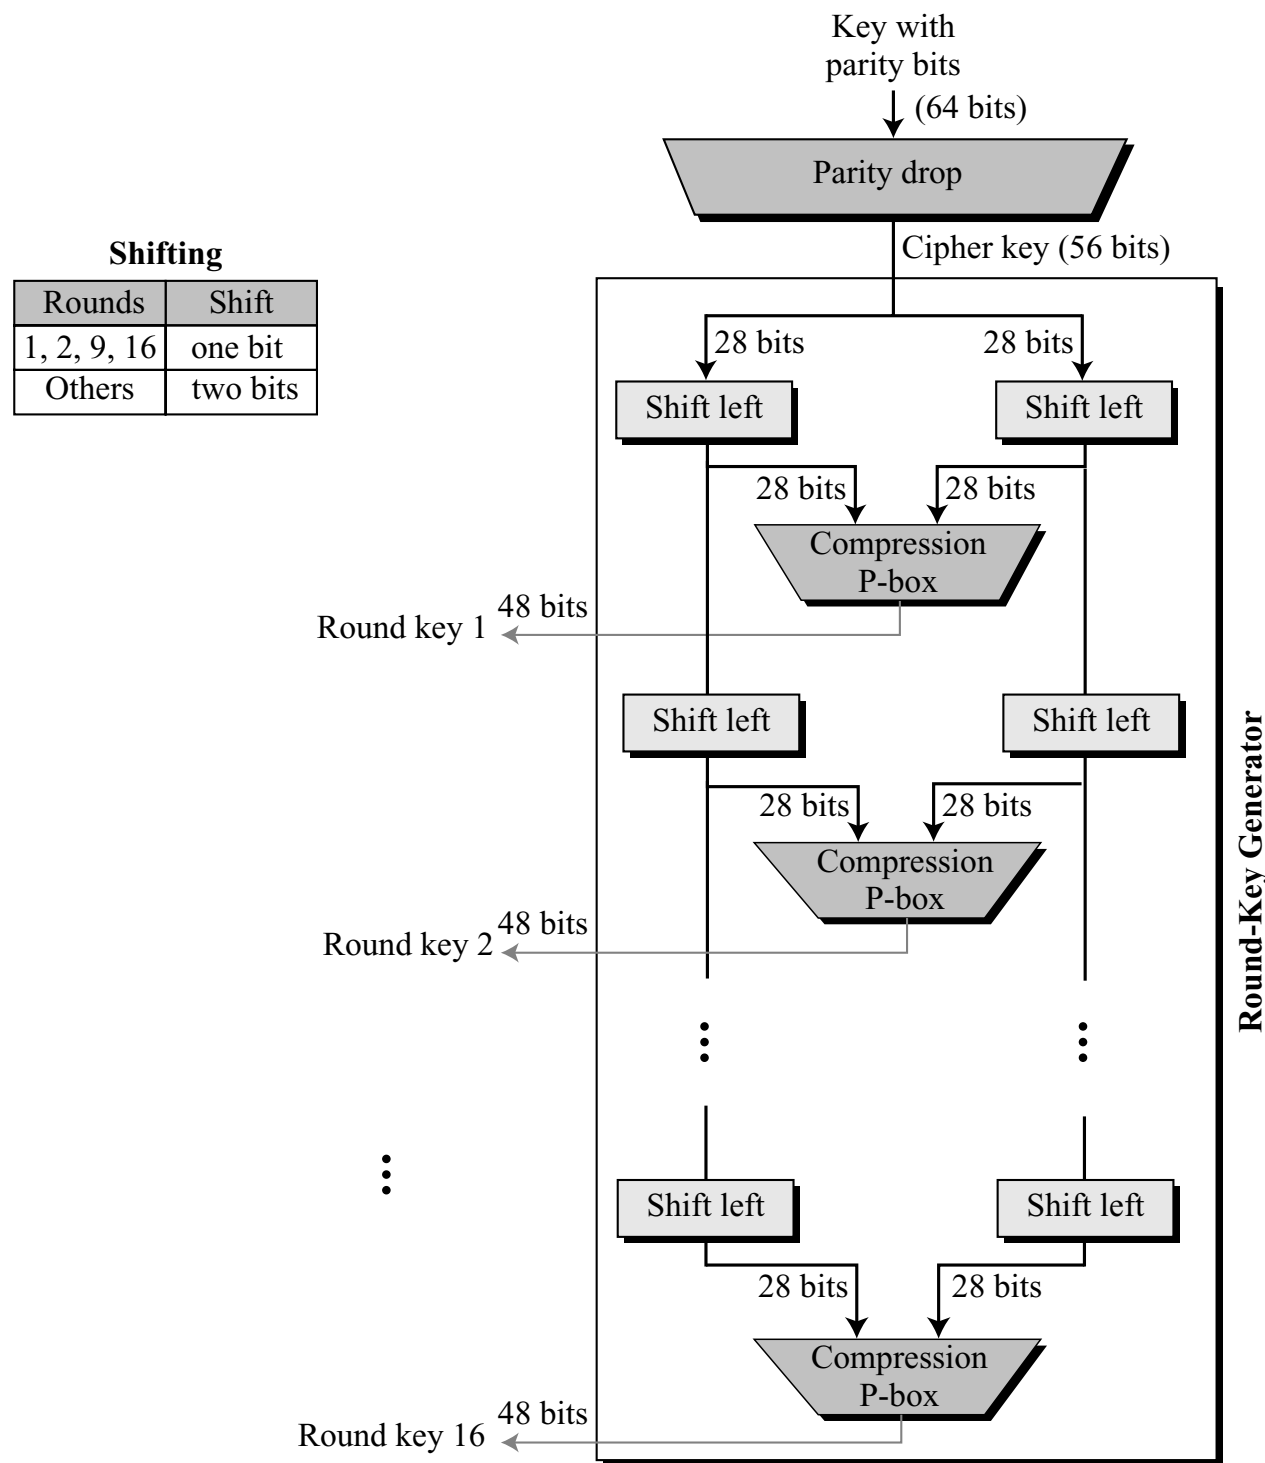 Key with
parity bits
(64 bits)
Parity drop
Cipher key (56 bits)
Shifting
Rounds Shift
1, 2, 9, 16 one bit
Others two bits
28 bits 28 bits
Shift left Shift left
28 bits 28 bits
Compression
P-box
48 bits
Round key 1
Shift left Shift left
28 bits 28 bits
Compression
P-box
48 bits
Round key 2
Round-Key Generator
Shift left Shift left
28 bits 28 bits
Compression
P-box
48 bits
Round key 16